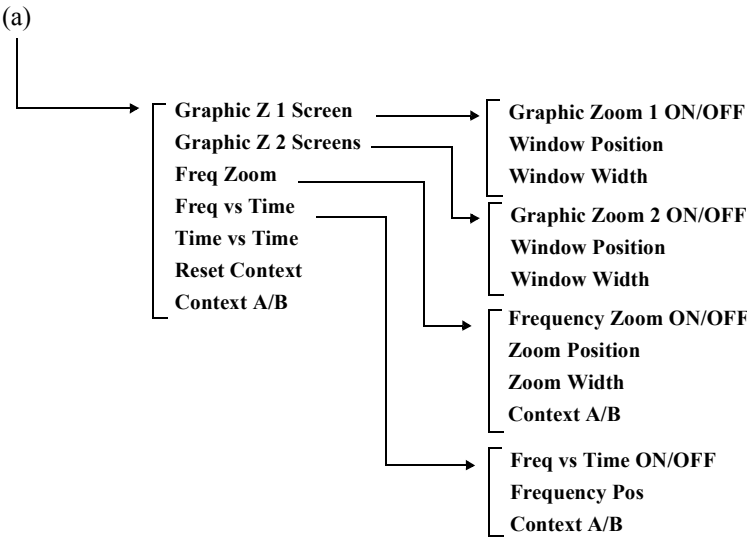 (a)
Graphic Z 1 Screen
Graphic Z 2 Screens
Freq Zoom
Freq vs Time
Time vs Time
Reset Context
Context A/B
Graphic Zoom 1 ON/OFF
Window Position
Window Width
Graphic Zoom 2 ON/OFF
Window Position
Window Width
Frequency Zoom ON/OFF
Zoom Position
Zoom Width
Context A/B
Freq vs Time ON/OFF
Frequency Pos
Context A/B